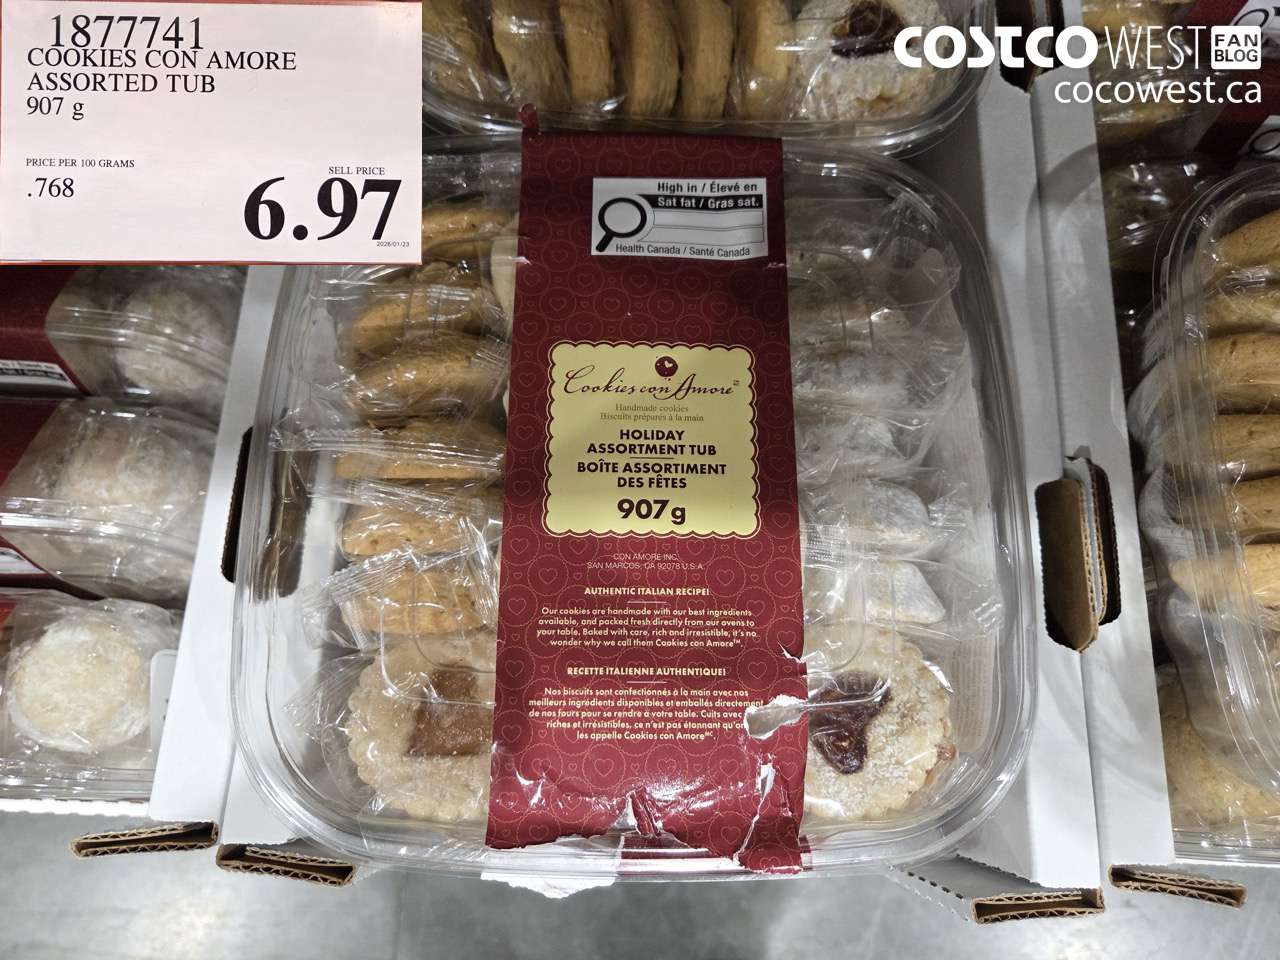 1877741
COOKIES CON AMORE
ASSORTED TUB
907 g
PRICE PER 100 GRAMS
.768
SELL PRICE
6.97
2026/01/23
COSTCO WEST FAN BLOG
cocowest.ca
High in / Élevé en
Sat fat / Gras sat.
Health Canada / Santé Canada
Cookies con Amore™
Handmade cookies
Biscuits préparés à la main
HOLIDAY
ASSORTMENT TUB
BOÎTE ASSORTIMENT
DES FÊTES
907 g
CON AMORE INC.
SAN MARCOS, CA 92078 U.S.A.
AUTHENTIC ITALIAN RECIPE!
Our cookies are handmade with our best ingredients
available, and packed fresh directly from our ovens to
your table. Baked with care, rich and irresistible, it's no
wonder why we call them Cookies con Amore™.
RECETTE ITALIENNE AUTHENTIQUE!
Nos biscuits sont confectionnés à la main avec nos
meilleurs ingrédients disponibles et emballés directement
de nos fours pour se rendre à votre table. Cuits avec
riches et irrésistibles, ce n'est pas étonnant qu'on
les appelle Cookies con Amore​MC.